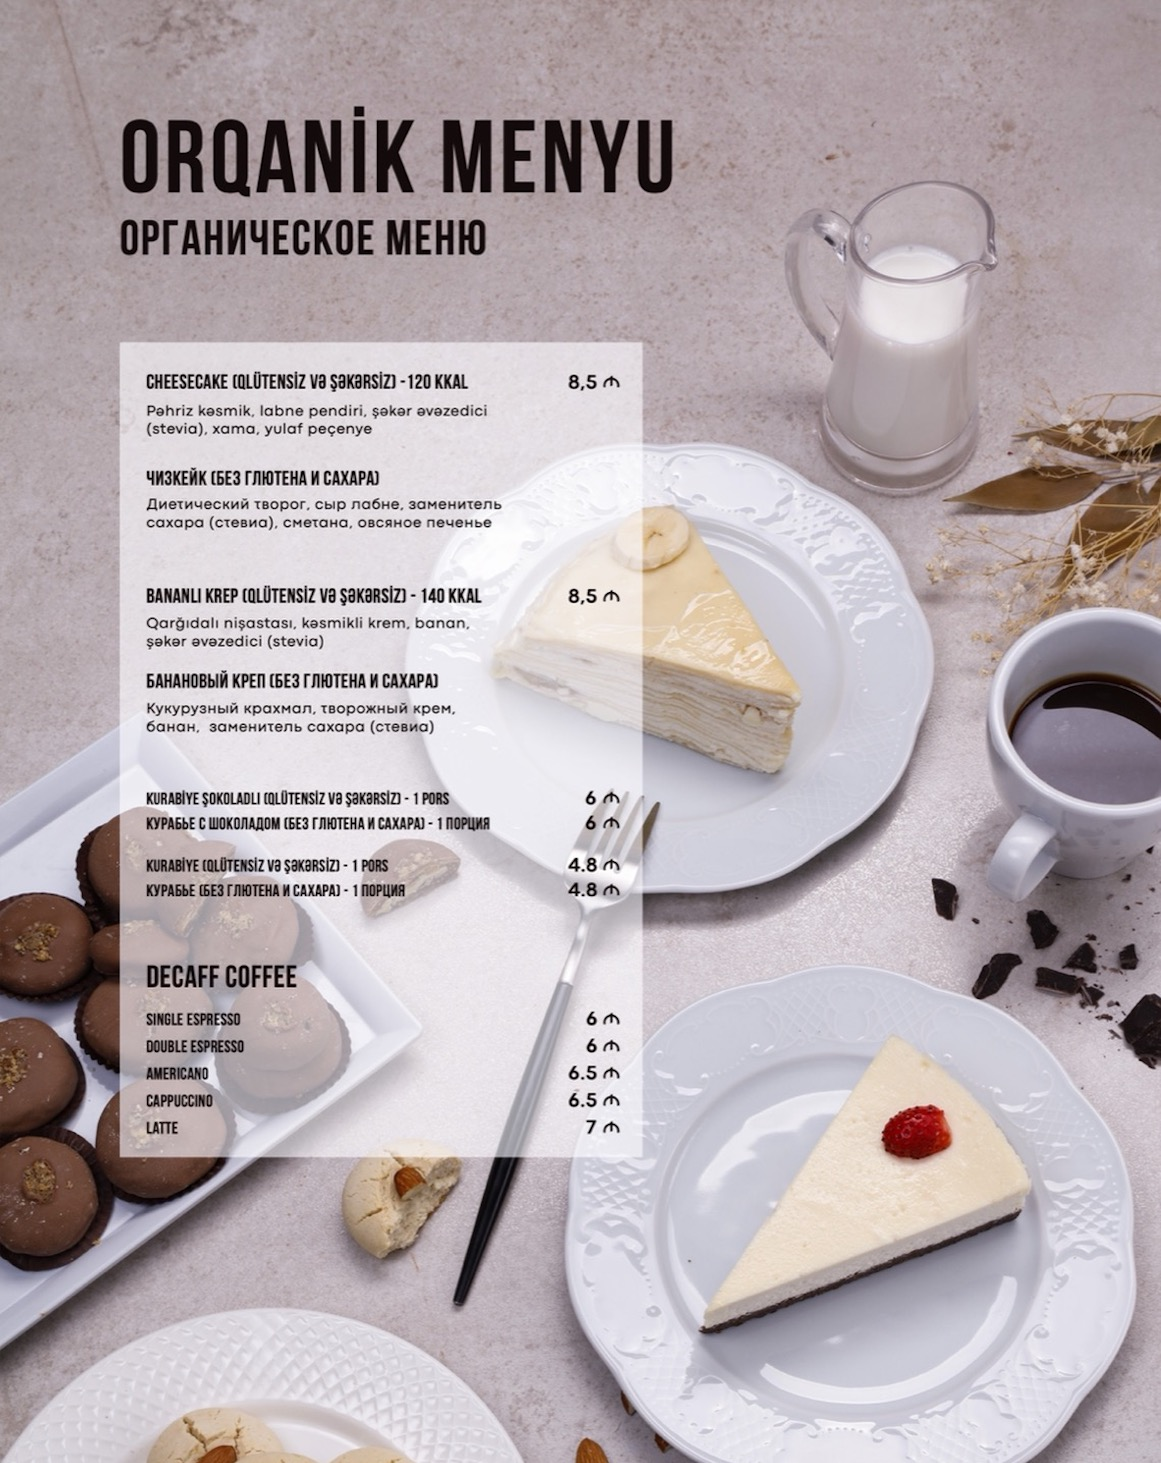 ORQANİK MENYU
ОРГАНИЧЕСКОЕ МЕНЮ
CHEESECAKE (QLÜTENSİZ VƏ ŞƏKƏRSİZ) -120 KKAL 8,5 ₼
Pəhriz kəsmik, labne pendiri, şəkər əvəzedici
(stevia), xama, yulaf peçenye
ЧИЗКЕЙК (БЕЗ ГЛЮТЕНА И САХАРА)
Диетический творог, сыр лабне, заменитель
сахара (стевиа), сметана, овсяное печенье
BANANLI KREP (QLÜTENSİZ VƏ ŞƏKƏRSİZ) - 140 KKAL 8,5 ₼
Qarğıdalı nişastası, kəsmikli krem, banan,
şəkər əvəzedici (stevia)
БАНАНОВЫЙ КРЕП (БЕЗ ГЛЮТЕНА И САХАРА)
Кукурузный крахмал, творожный крем,
банан, заменитель сахара (стевиа)
KURABİYE ŞOKOLADLI (QLÜTENSİZ VƏ ŞƏKƏRSİZ) - 1 PORS 6 ₼
КУРАБЬЕ С ШОКОЛАДОМ (БЕЗ ГЛЮТЕНА И САХАРА) - 1 ПОРЦИЯ 6 ₼
KURABİYE (QLÜTENSİZ VƏ ŞƏKƏRSİZ) - 1 PORS 4.8 ₼
КУРАБЬЕ (БЕЗ ГЛЮТЕНА И САХАРА) - 1 ПОРЦИЯ 4.8 ₼
DECAFF COFFEE
SINGLE ESPRESSO 6 ₼
DOUBLE ESPRESSO 6 ₼
AMERICANO 6.5 ₼
CAPPUCCINO 6.5 ₼
LATTE 7 ₼